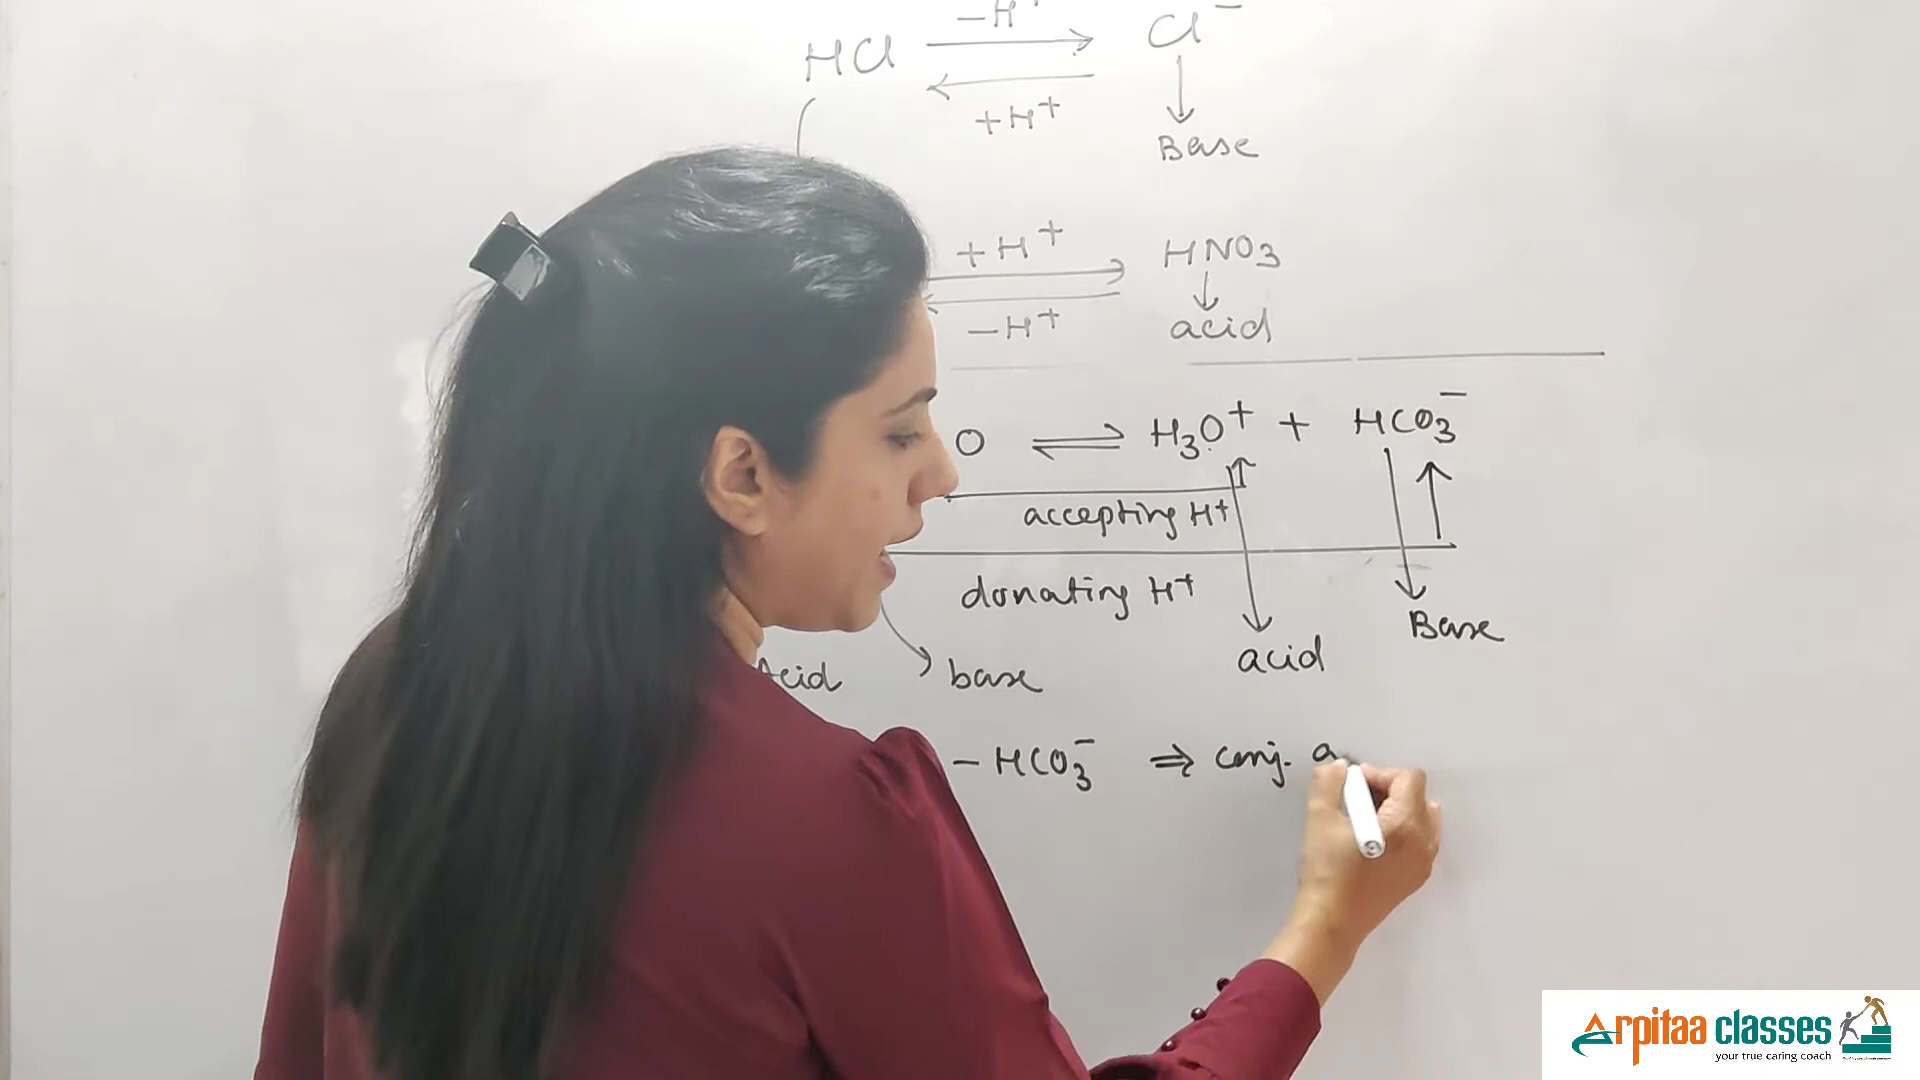 −H⁺
HCl ⇌ Cl⁻
+H⁺
Base
+H⁺
⇌ HNO₃
−H⁺
acid
O ⇌ H₃O⁺ + HCO₃⁻
accepting H⁺
donating H⁺
Base
acid
Acid base
− HCO₃⁻ ⇒ conj. a
Arpitaa classes
your true caring coach